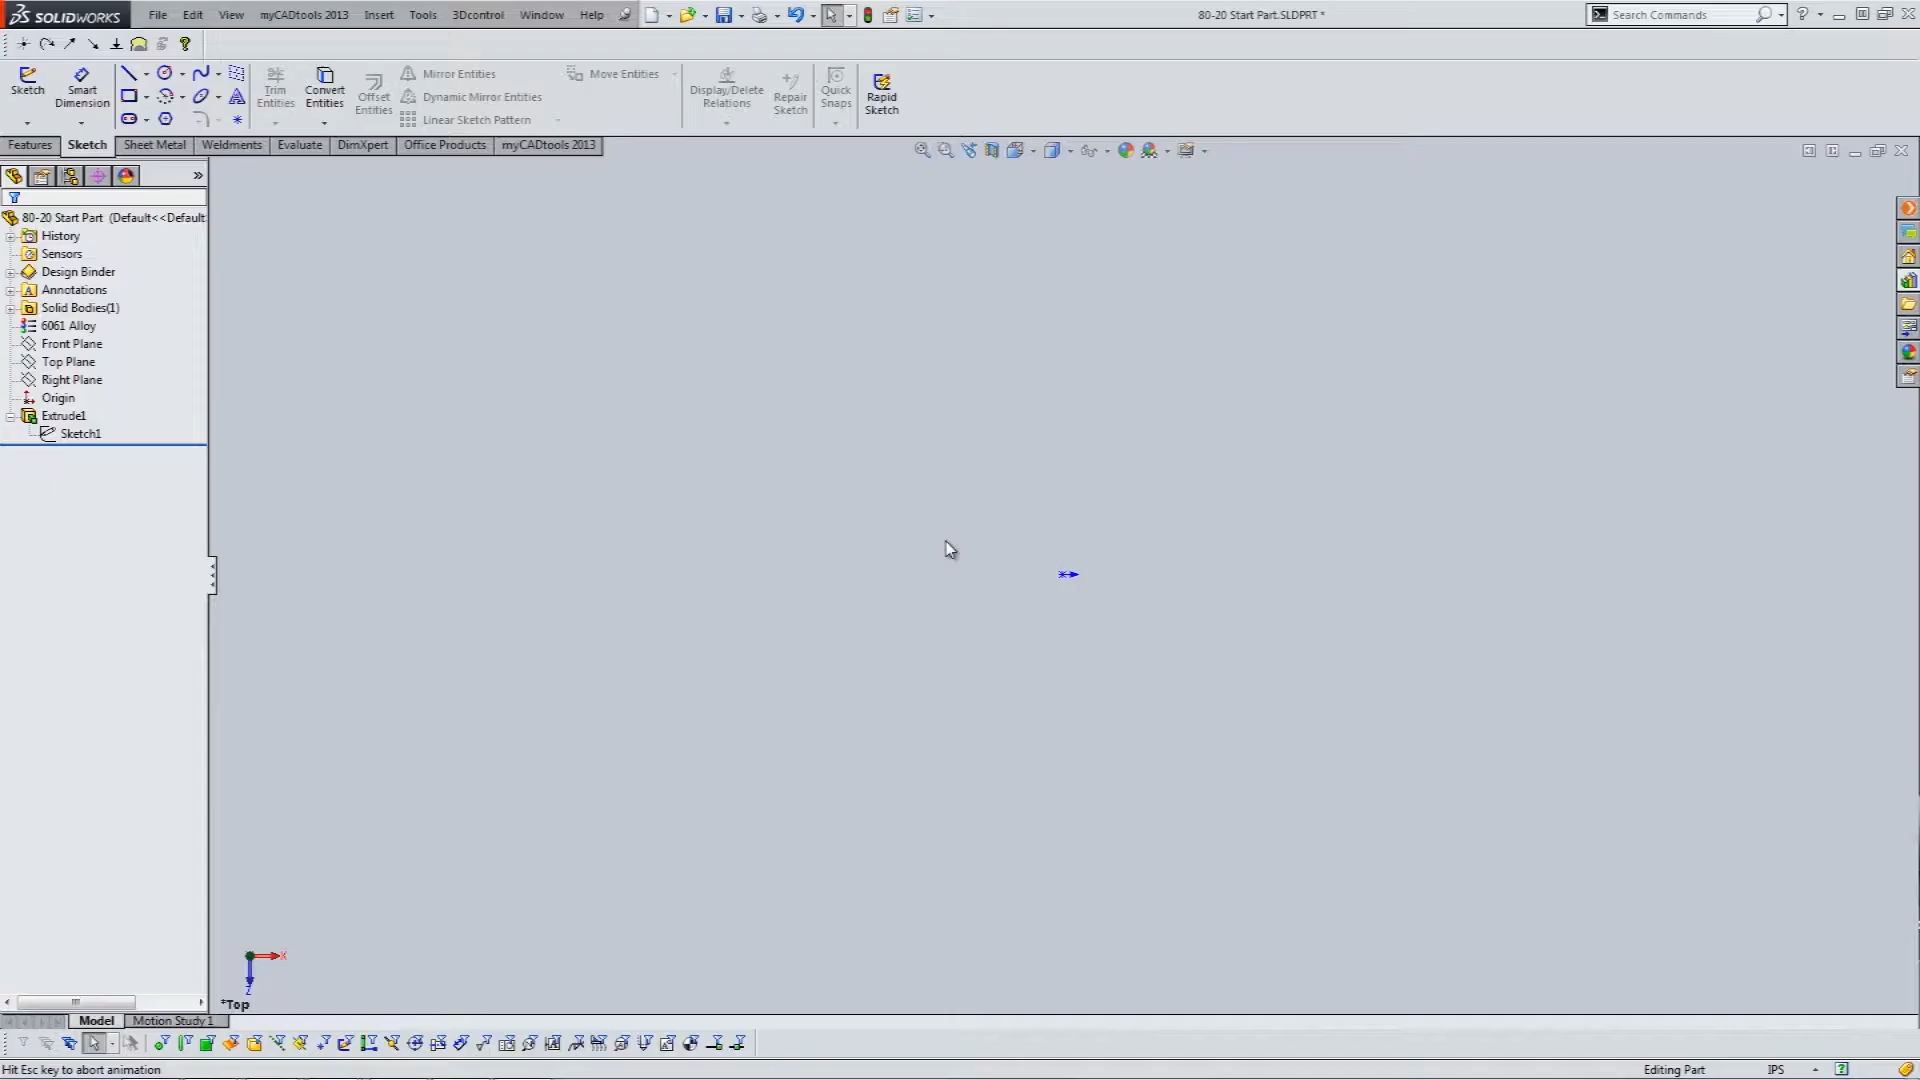 SOLIDWORKS File Edit View myCADtools 2013 Insert Tools 3Dcontrol Window Help 80-20 Start Part.SLDPRT * Search Commands
Sketch
Smart
Dimension
Trim
Entities
Convert
Entities
Offset
Entities
Mirror Entities
Dynamic Mirror Entities
Linear Sketch Pattern
Move Entities
Display/Delete
Relations
Repair
Sketch
Quick
Snaps
Rapid
Sketch
Features Sketch Sheet Metal Weldments Evaluate DimXpert Office Products myCADtools 2013
80-20 Start Part (Default<<Default
History
Sensors
Design Binder
Annotations
Solid Bodies(1)
6061 Alloy
Front Plane
Top Plane
Right Plane
Origin
Extrude1
Sketch1
X
Z
*Top
Model Motion Study 1
Hit Esc key to abort animation Editing Part IPS